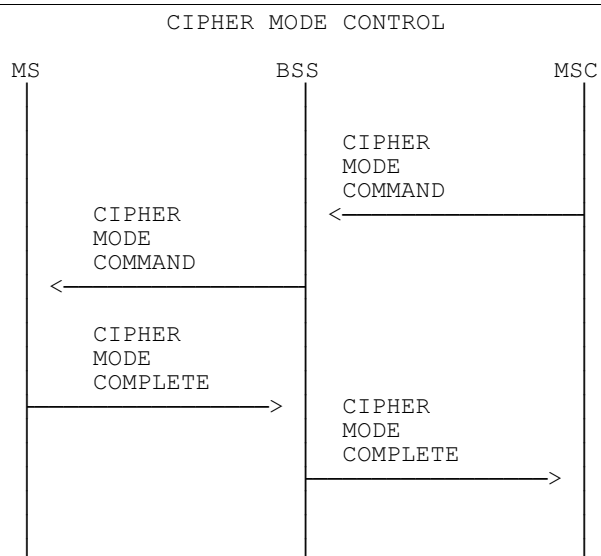 CIPHER MODE CONTROL
MS BSS MSC
CIPHER
MODE
COMMAND
CIPHER
MODE
COMMAND
CIPHER
MODE
COMPLETE
CIPHER
MODE
COMPLETE